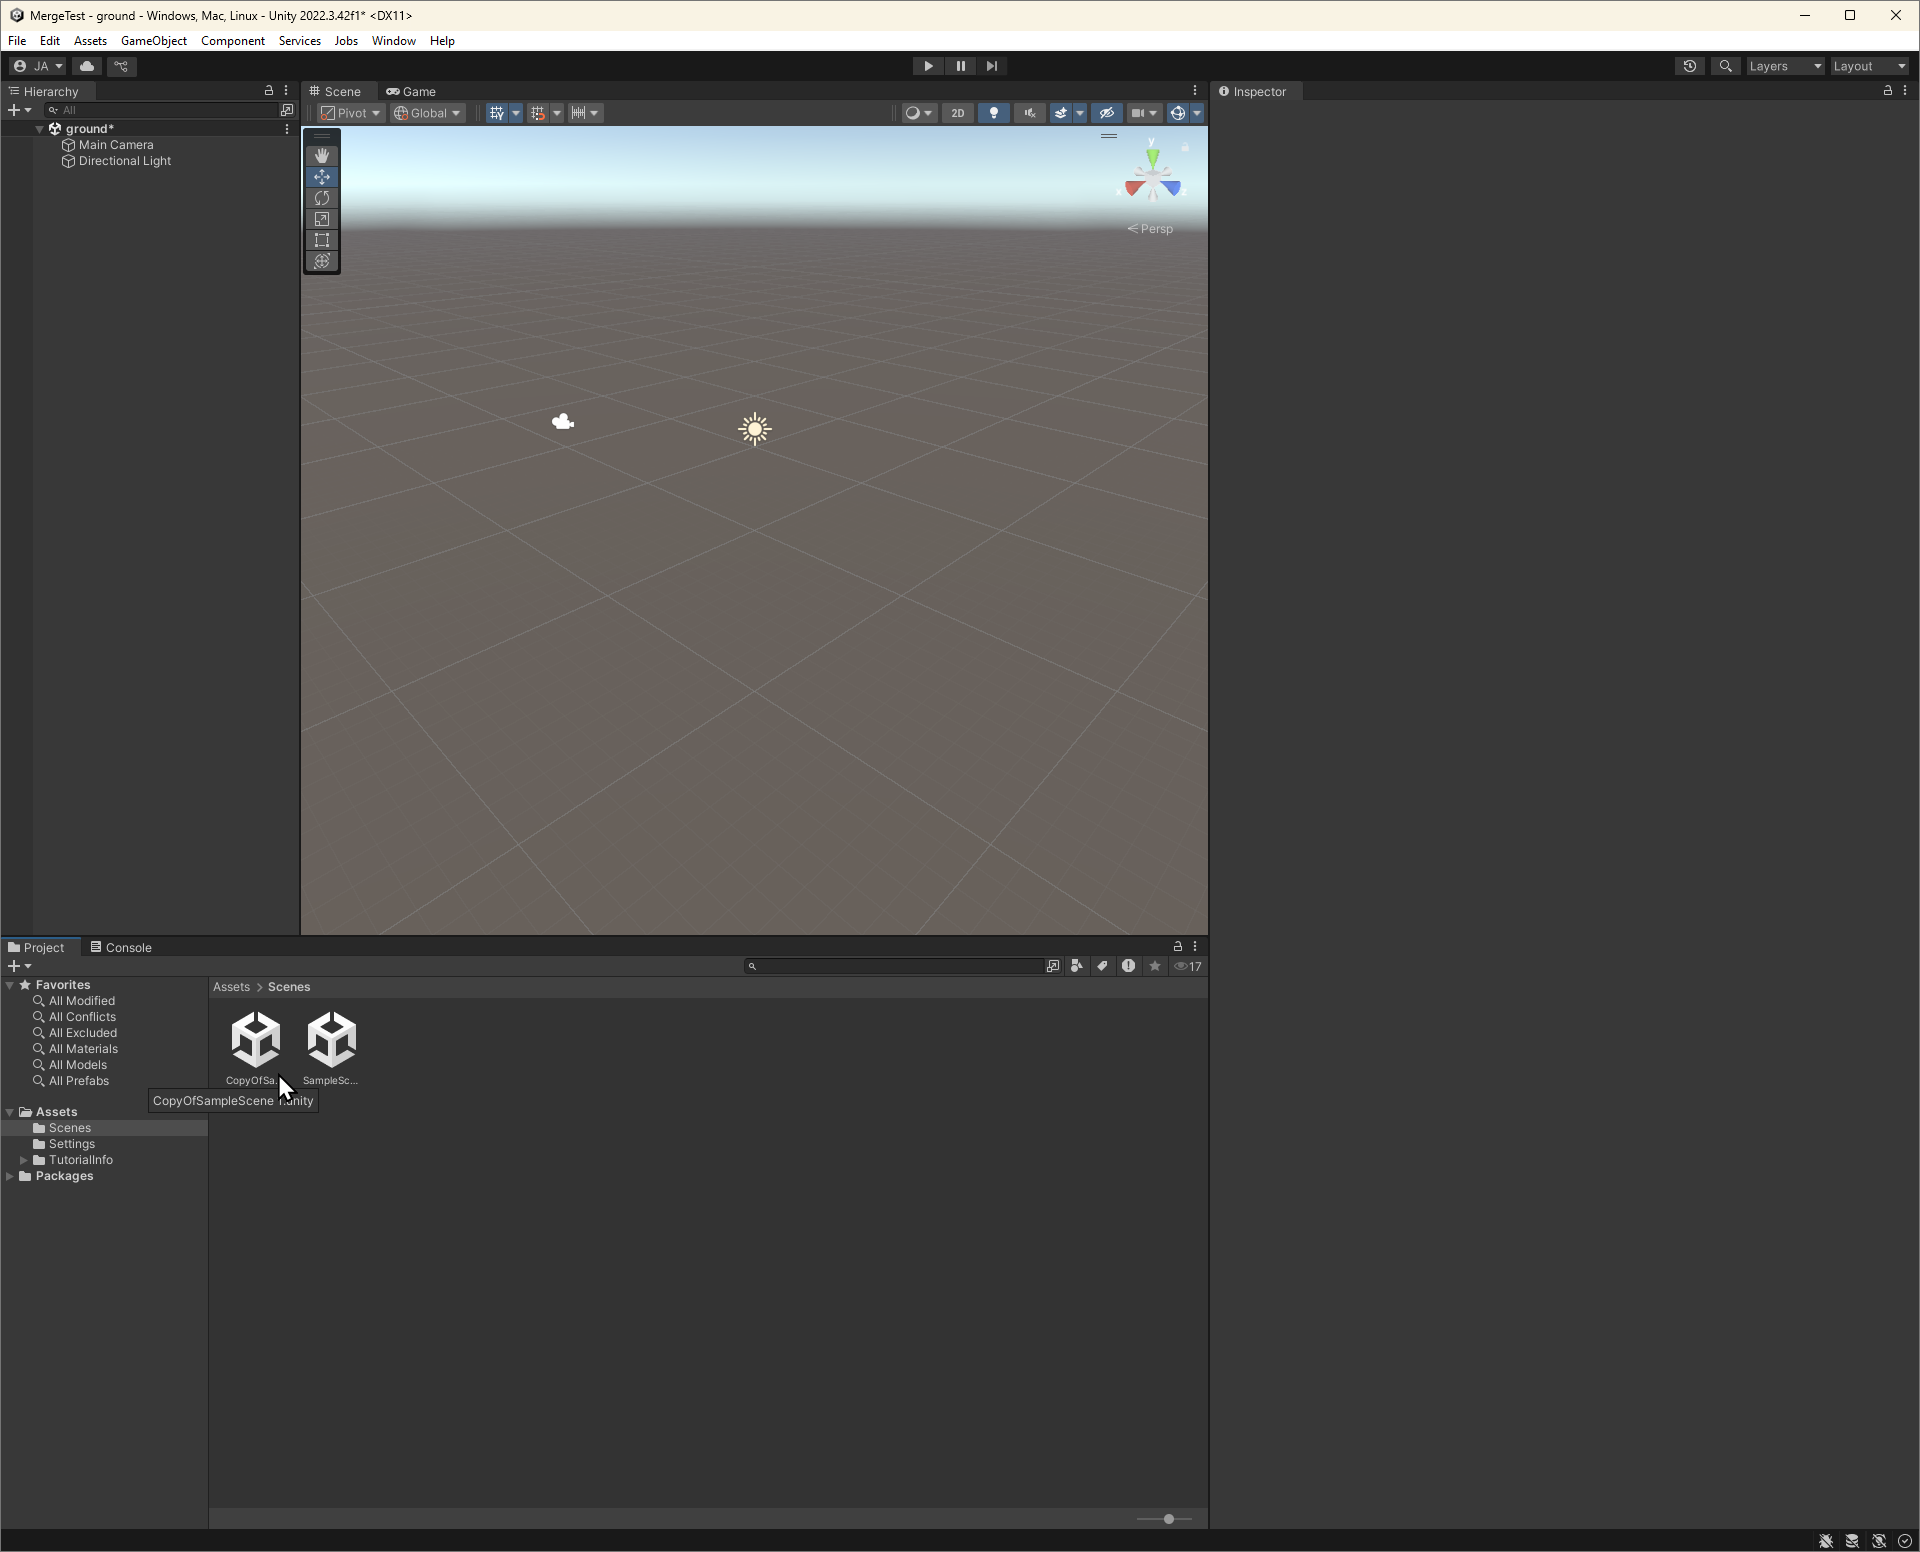 MergeTest - ground - Windows, Mac, Linux - Unity 2022.3.42f1* <DX11>
File Edit Assets GameObject Component Services Jobs Window Help
JA
Layers
Layout
Hierarchy
All
ground*
Main Camera
Directional Light
Scene
Game
Pivot
Global
2D
y
x
z
Persp
Inspector
Project
Console
17
Favorites
All Modified
All Conflicts
All Excluded
All Materials
All Models
All Prefabs
Assets
Scenes
Settings
TutorialInfo
Packages
Assets > Scenes
CopyOfSa...
SampleSc...
CopyOfSampleScene 1.unity